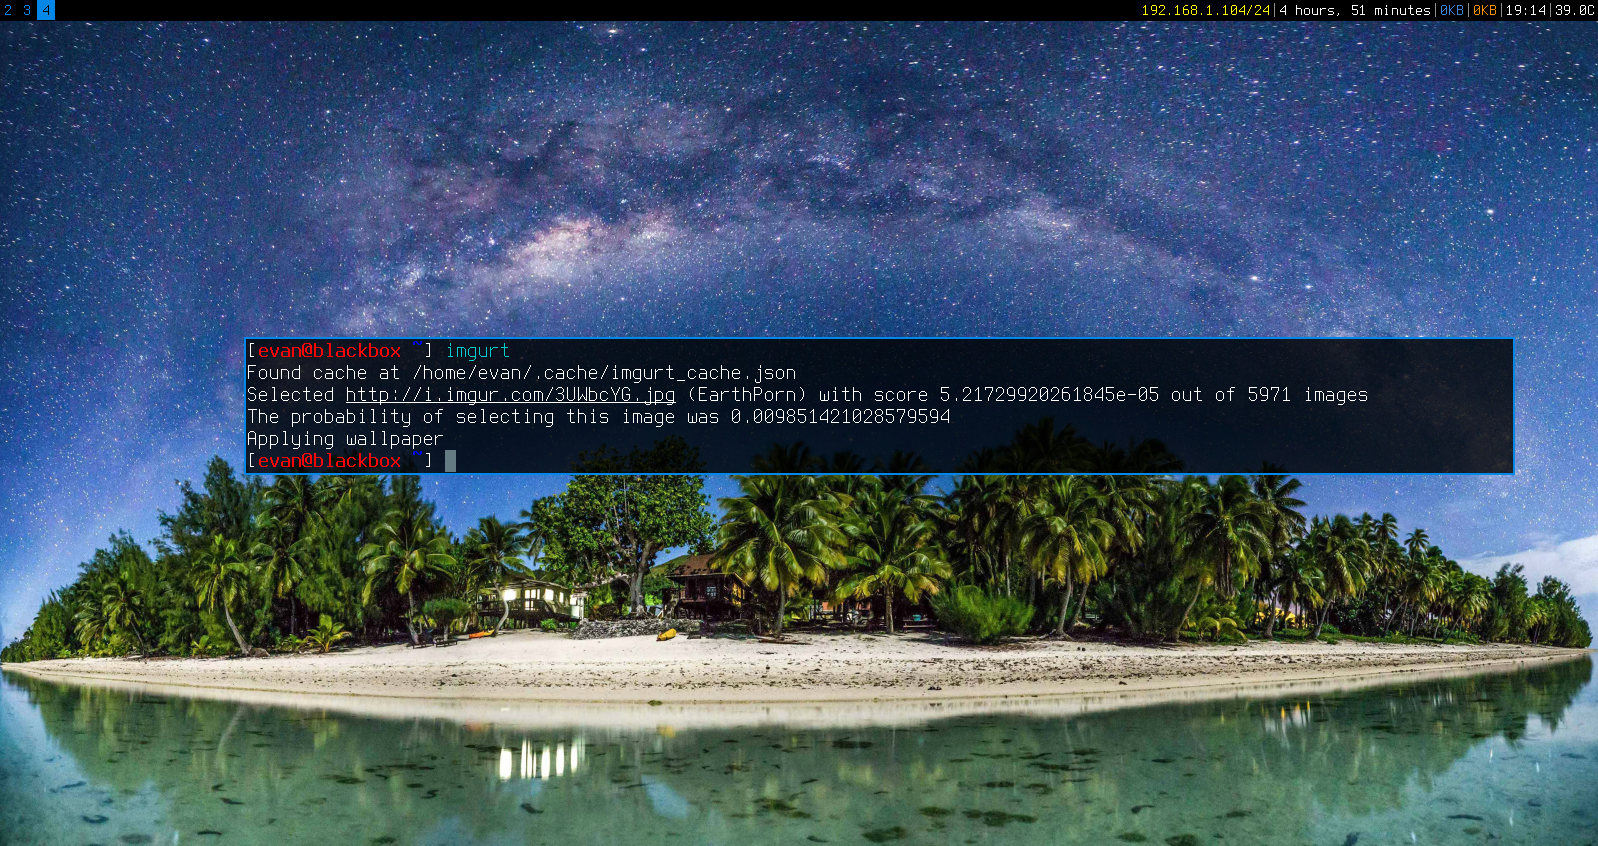 2 3 4 192.168.1.104/24|4 hours, 51 minutes|0KB|0KB|19:14|39.0C
[evan@blackbox ~] imgurt
Found cache at /home/evan/.cache/imgurt_cache.json
Selected http://i.imgur.com/3UWbcYG.jpg (EarthPorn) with score 5.21729920261845e-05 out of 5971 images
The probability of selecting this image was 0.009851421028579594
Applying wallpaper
[evan@blackbox ~]